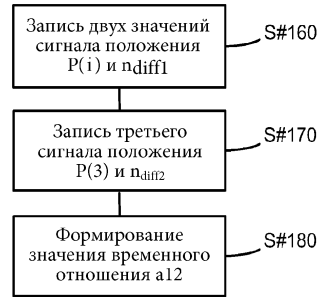 Запись двух значений
сигнала положения
P(i) и ndiff1
S#160
Запись третьего
сигнала положения
P(3) и ndiff2
S#170
Формирование
значения временного
отношения a12
S#180